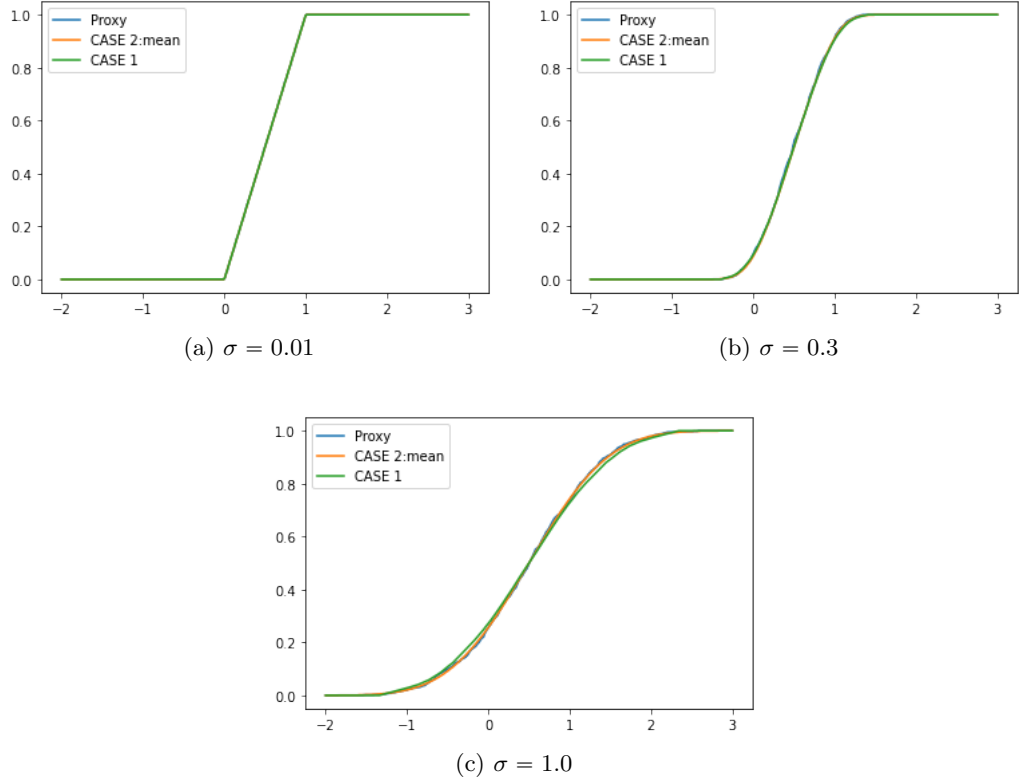 Proxy
CASE 2:mean
CASE 1
1.0
0.8
0.6
0.4
0.2
0.0
−2 −1 0 1 2 3
(a) σ = 0.01
Proxy
CASE 2:mean
CASE 1
1.0
0.8
0.6
0.4
0.2
0.0
−2 −1 0 1 2 3
(b) σ = 0.3
Proxy
CASE 2:mean
CASE 1
1.0
0.8
0.6
0.4
0.2
0.0
−2 −1 0 1 2 3
(c) σ = 1.0